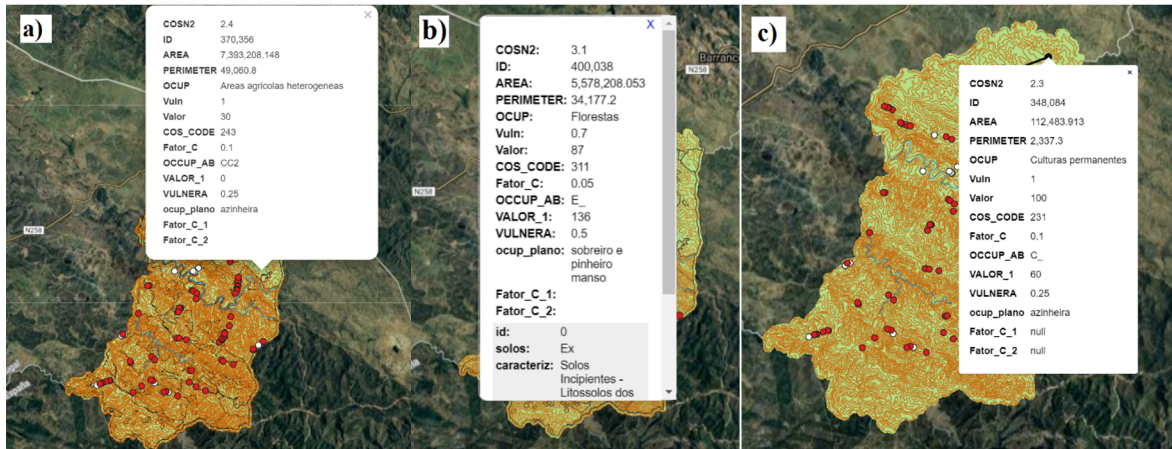 a)
×
COSN2 2.4
ID 370,356
AREA 7,393,208.148
PERIMETER 49,060.8
OCUP Areas agricolas heterogeneas
Vuln 1
Valor 30
COS_CODE 243
Fator_C 0.1
OCCUP_AB CC2
VALOR_1 0
VULNERA 0.25
ocup_plano azinheira
Fator_C_1
Fator_C_2
N258
España
b)
X
COSN2: 3.1
ID: 400,038
AREA: 5,578,208.053
PERIMETER: 34,177.2
OCUP: Florestas
Vuln: 0.7
Valor: 87
COS_CODE: 311
Fator_C: 0.05
OCCUP_AB: E_
VALOR_1: 136
VULNERA: 0.5
ocup_plano: sobreiro e
pinheiro
manso
Fator_C_1:
Fator_C_2:
id: 0
solos: Ex
caracteriz: Solos
Incipientes -
Litossolos dos
Barranc
N258
N258
c)
×
COSN2 2.3
ID 348,084
AREA 112,483.913
PERIMETER 2,337.3
OCUP Culturas permanentes
Vuln 1
Valor 100
COS_CODE 231
Fator_C 0.1
OCCUP_AB C_
VALOR_1 60
VULNERA 0.25
ocup_plano azinheira
Fator_C_1 null
Fator_C_2 null
España